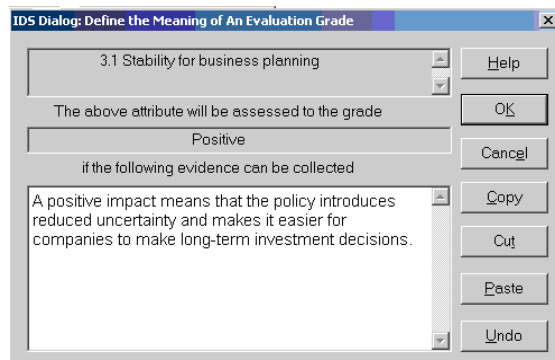 IDS Dialog: Define the Meaning of An Evaluation Grade
3.1 Stability for business planning
Help
The above attribute will be assessed to the grade
OK
Positive
if the following evidence can be collected
Cancel
A positive impact means that the policy introduces
reduced uncertainty and makes it easier for
companies to make long-term investment decisions.
Copy
Cut
Paste
Undo